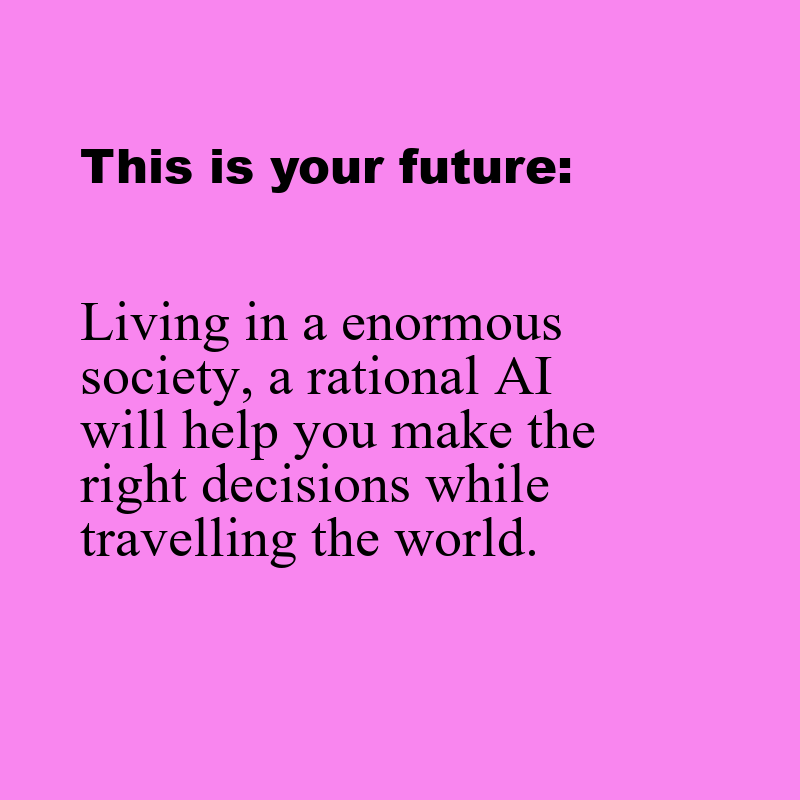 This is your future:
Living in a enormous
society, a rational AI
will help you make the
right decisions while
travelling the world.